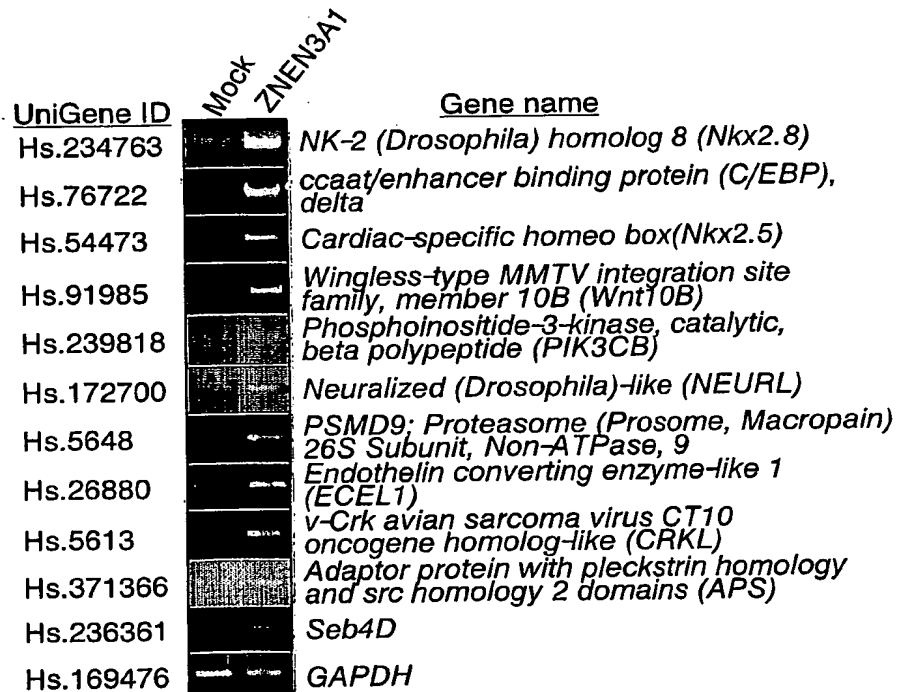 Mock ZNEN3A1
UniGene ID Gene name
Hs.234763 NK-2 (Drosophila) homolog 8 (Nkx2.8)
Hs.76722 ccaat/enhancer binding protein (C/EBP),
delta
Hs.54473 Cardiac-specific homeo box(Nkx2.5)
Hs.91985 Wingless-type MMTV integration site
family, member 10B (Wnt10B)
Hs.239818 Phosphoinositide-3-kinase, catalytic,
beta polypeptide (PIK3CB)
Hs.172700 Neuralized (Drosophila)-like (NEURL)
Hs.5648 PSMD9; Proteasome (Prosome, Macropain)
26S Subunit, Non-ATPase, 9
Hs.26880 Endothelin converting enzyme-like 1
(ECEL1)
Hs.5613 v-Crk avian sarcoma virus CT10
oncogene homolog-like (CRKL)
Hs.371366 Adaptor protein with pleckstrin homology
and src homology 2 domains (APS)
Hs.236361 Seb4D
Hs.169476 GAPDH